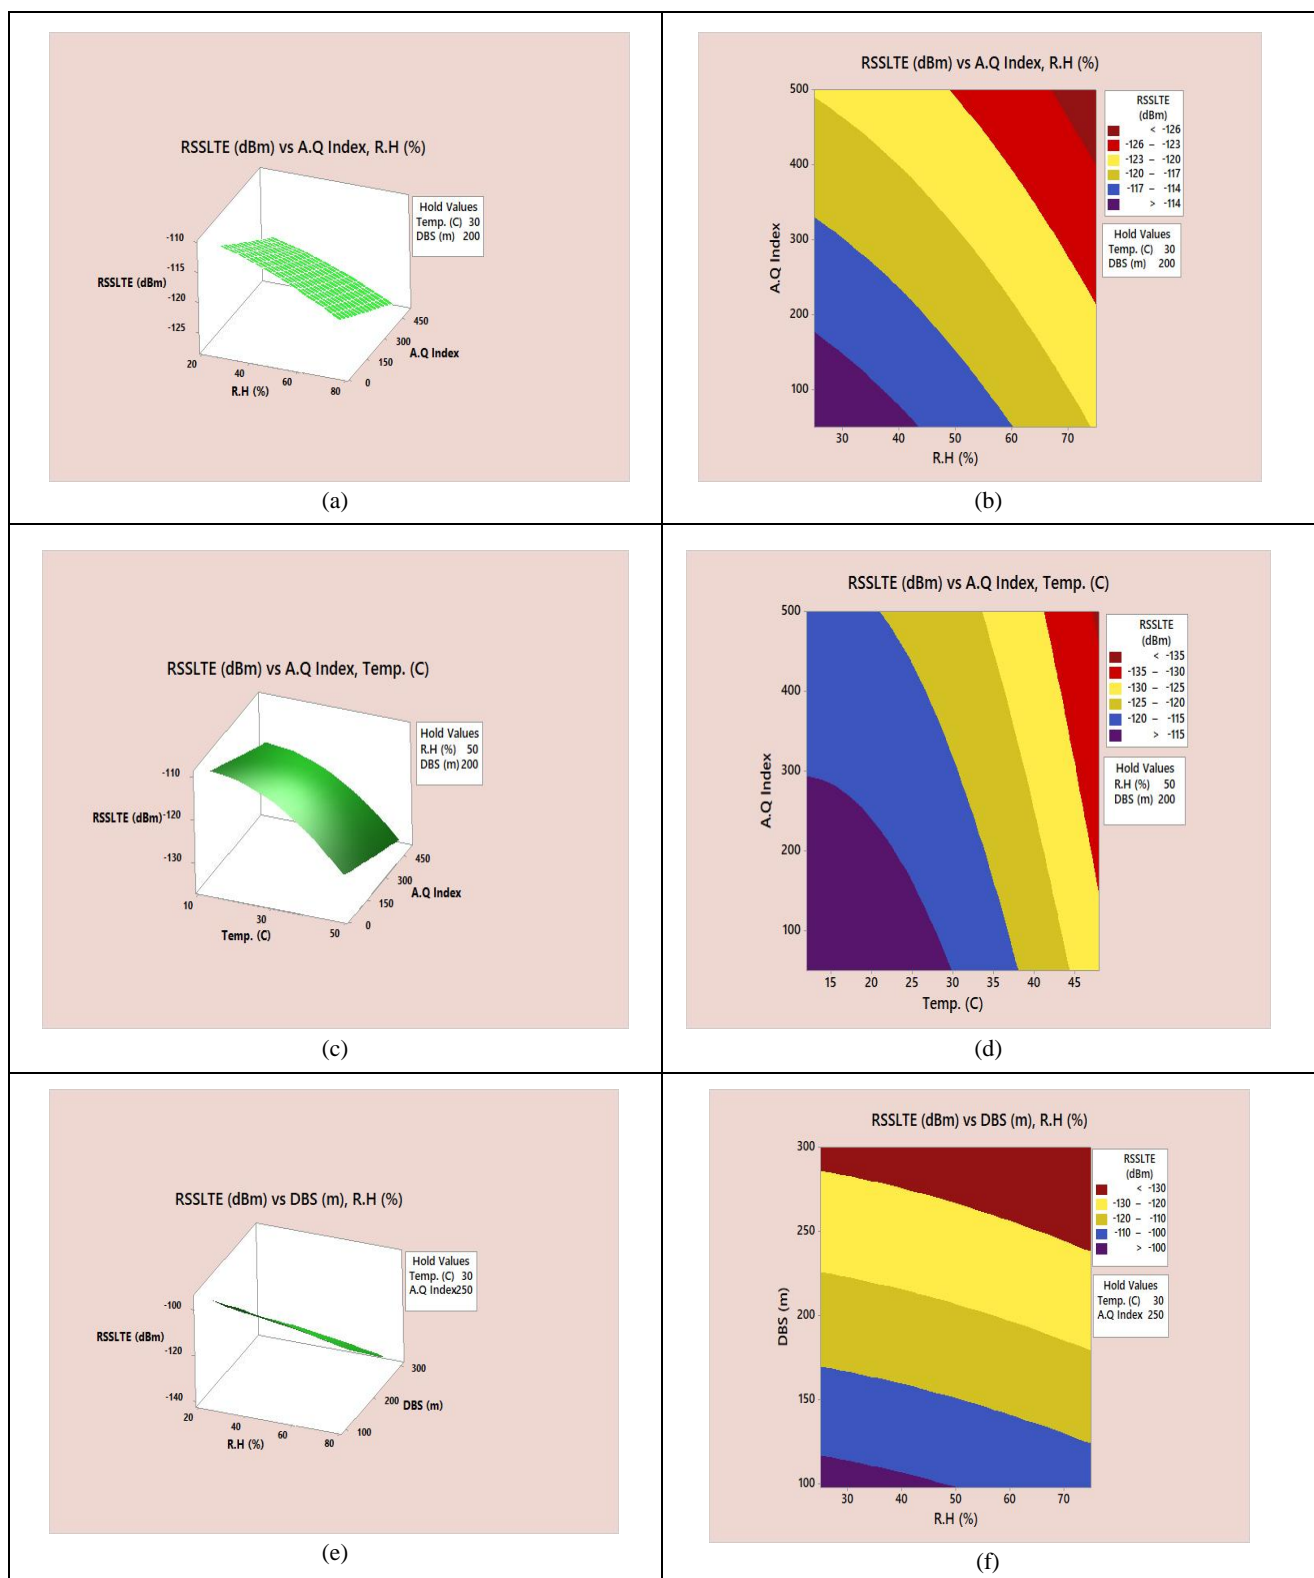 RSSLTE (dBm) vs A.Q Index, R.H (%)
Hold Values
Temp. (C) 30
DBS (m) 200
-110
-115
RSSLTE (dBm)
-120
-125
450
300
A.Q Index
150
0
20
40
60
80
R.H (%)
(a)
RSSLTE (dBm) vs A.Q Index, R.H (%)
500
400
300
200
100
A.Q Index
30 40 50 60 70
R.H (%)
RSSLTE
(dBm)
< -126
-126 – -123
-123 – -120
-120 – -117
-117 – -114
> -114
Hold Values
Temp. (C) 30
DBS (m) 200
(b)
RSSLTE (dBm) vs A.Q Index, Temp. (C)
Hold Values
R.H (%) 50
DBS (m) 200
-110
RSSLTE (dBm)
-120
-130
450
300
A.Q Index
150
0
10
30
50
Temp. (C)
(c)
RSSLTE (dBm) vs A.Q Index, Temp. (C)
500
400
300
200
100
A.Q Index
15 20 25 30 35 40 45
Temp. (C)
RSSLTE
(dBm)
< -135
-135 – -130
-130 – -125
-125 – -120
-120 – -115
> -115
Hold Values
R.H (%) 50
DBS (m) 200
(d)
RSSLTE (dBm) vs DBS (m), R.H (%)
Hold Values
Temp. (C) 30
A.Q Index 250
-100
RSSLTE (dBm)
-120
-140
300
200
DBS (m)
100
20
40
60
80
R.H (%)
(e)
RSSLTE (dBm) vs DBS (m), R.H (%)
300
250
200
150
100
DBS (m)
30 40 50 60 70
R.H (%)
RSSLTE
(dBm)
< -130
-130 – -120
-120 – -110
-110 – -100
> -100
Hold Values
Temp. (C) 30
A.Q Index 250
(f)